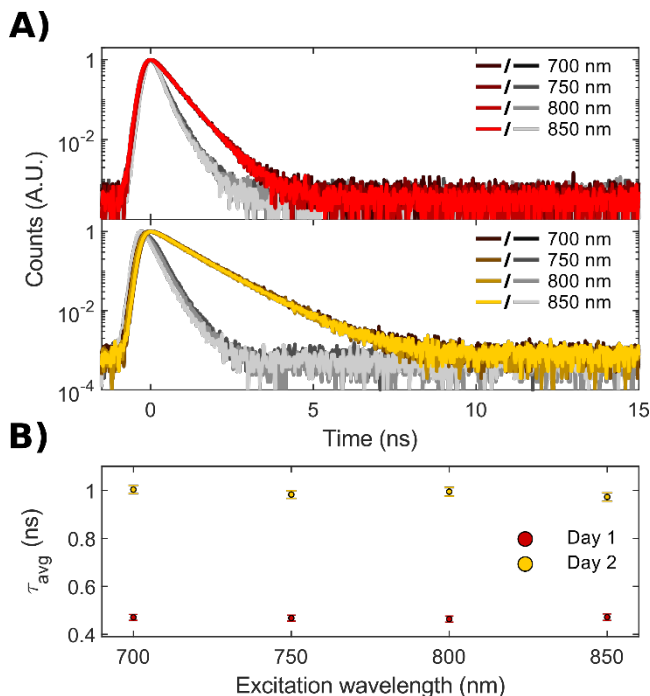 A)
1
10-2
/ 700 nm
/ 750 nm
/ 800 nm
/ 850 nm
Counts (A.U.)
1
10-2
10-4
/ 700 nm
/ 750 nm
/ 800 nm
/ 850 nm
0 5 10 15
Time (ns)
B)
1
0.8
0.6
0.4
τavg (ns)
Day 1
Day 2
700 750 800 850
Excitation wavelength (nm)